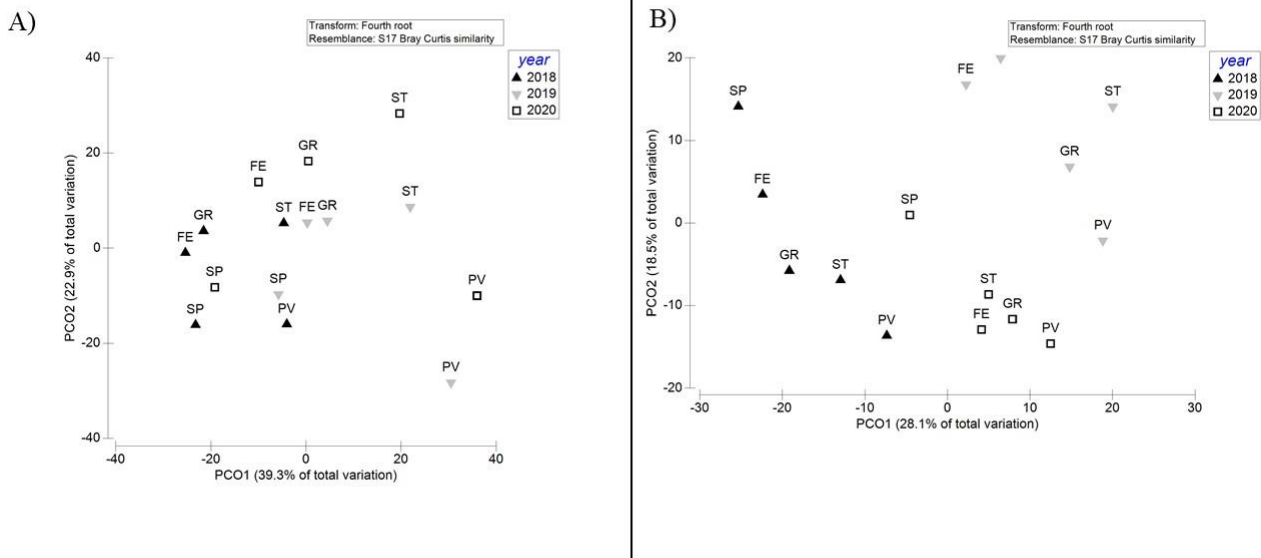 A)
Transform: Fourth root
Resemblance: S17 Bray Curtis similarity
year
2018
2019
2020
40
20
0
-20
-40
PCO2 (22.9% of total variation)
ST
GR
FE
ST
ST FE GR
GR
FE
SP
SP
PV
SP
PV
PV
-40 -20 0 20 40
PCO1 (39.3% of total variation)
B)
Transform: Fourth root
Resemblance: S17 Bray Curtis similarity
year
2018
2019
2020
20
10
0
-10
-20
PCO2 (18.5% of total variation)
FE
SP
ST
GR
FE
SP
PV
GR
ST
ST
GR
FE
PV
PV
-30 -20 -10 0 10 20 30
PCO1 (28.1% of total variation)